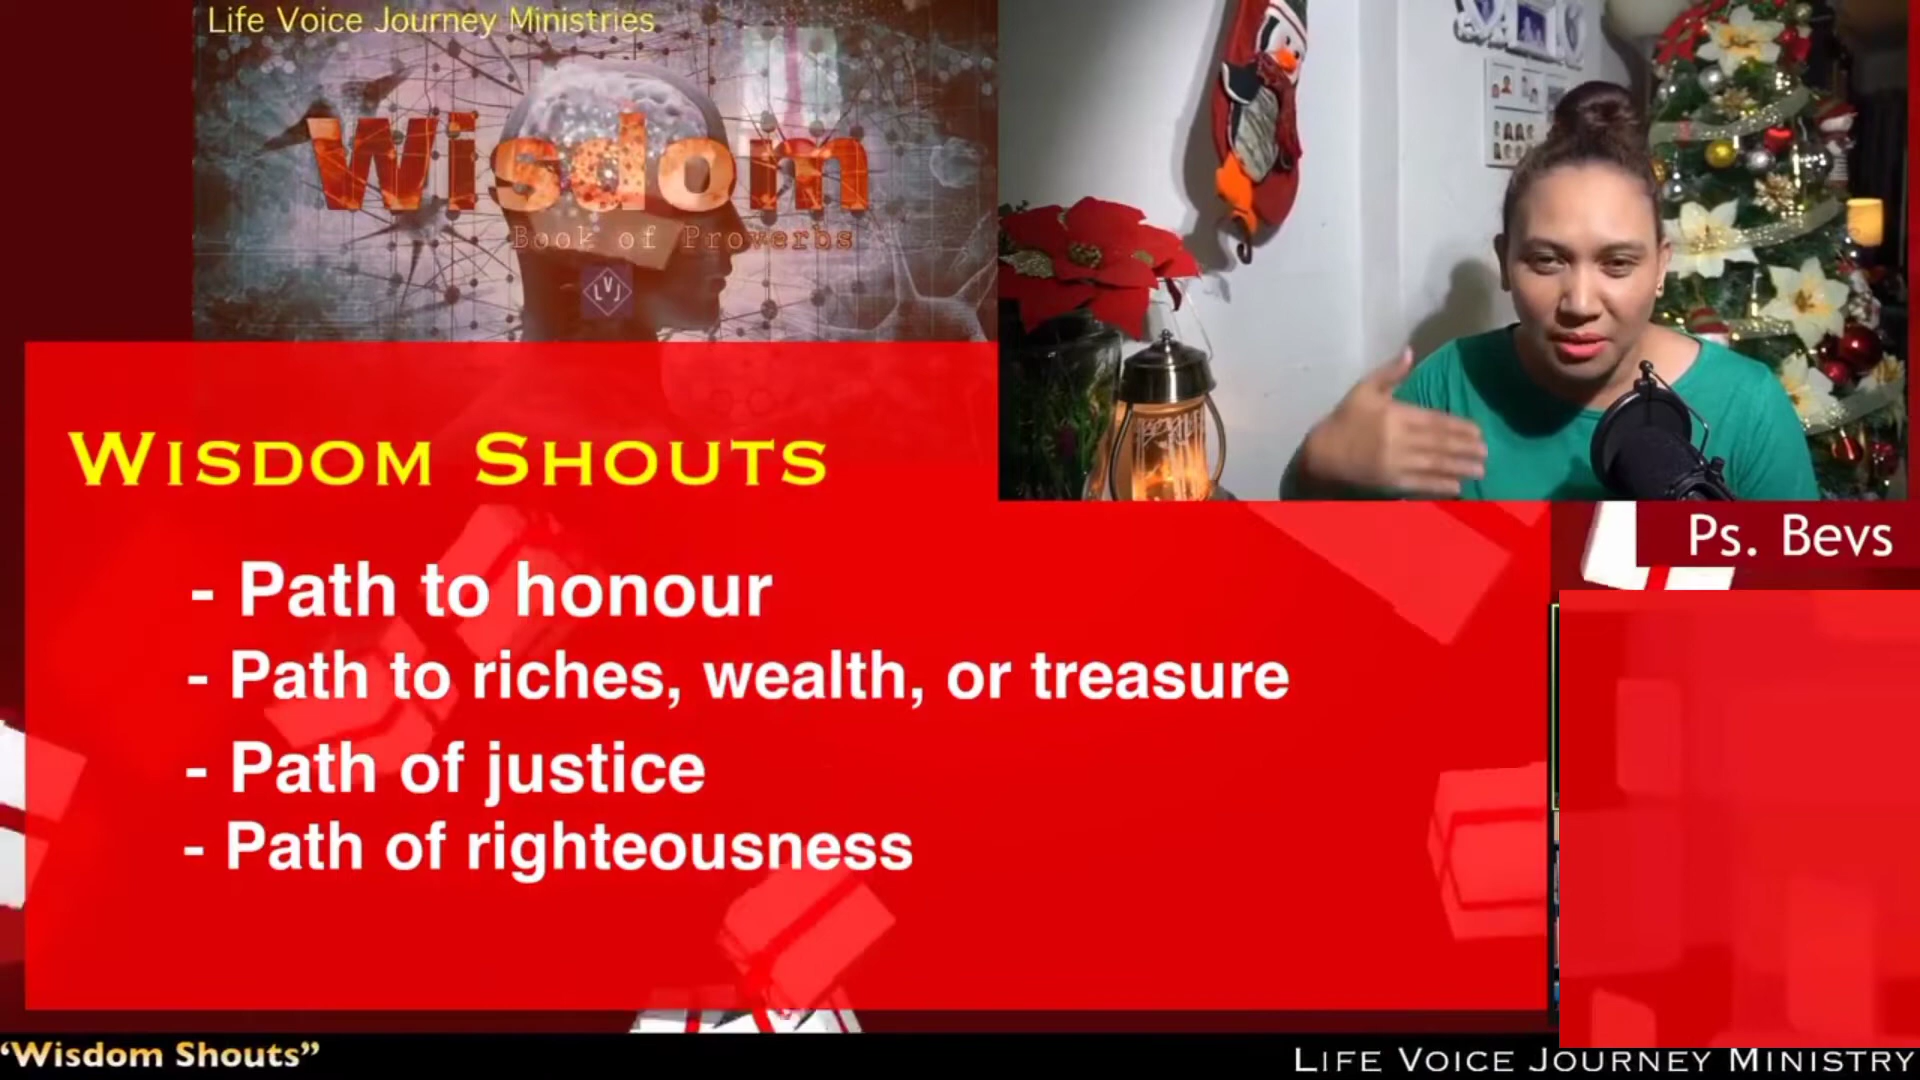 Life Voice Journey Ministries
Wisdom
Book of Proverbs
LVJ
Ps. Bevs
WISDOM SHOUTS
- Path to honour
- Path to riches, wealth, or treasure
- Path of justice
- Path of righteousness
“Wisdom Shouts”
LIFE VOICE JOURNEY MINISTRY